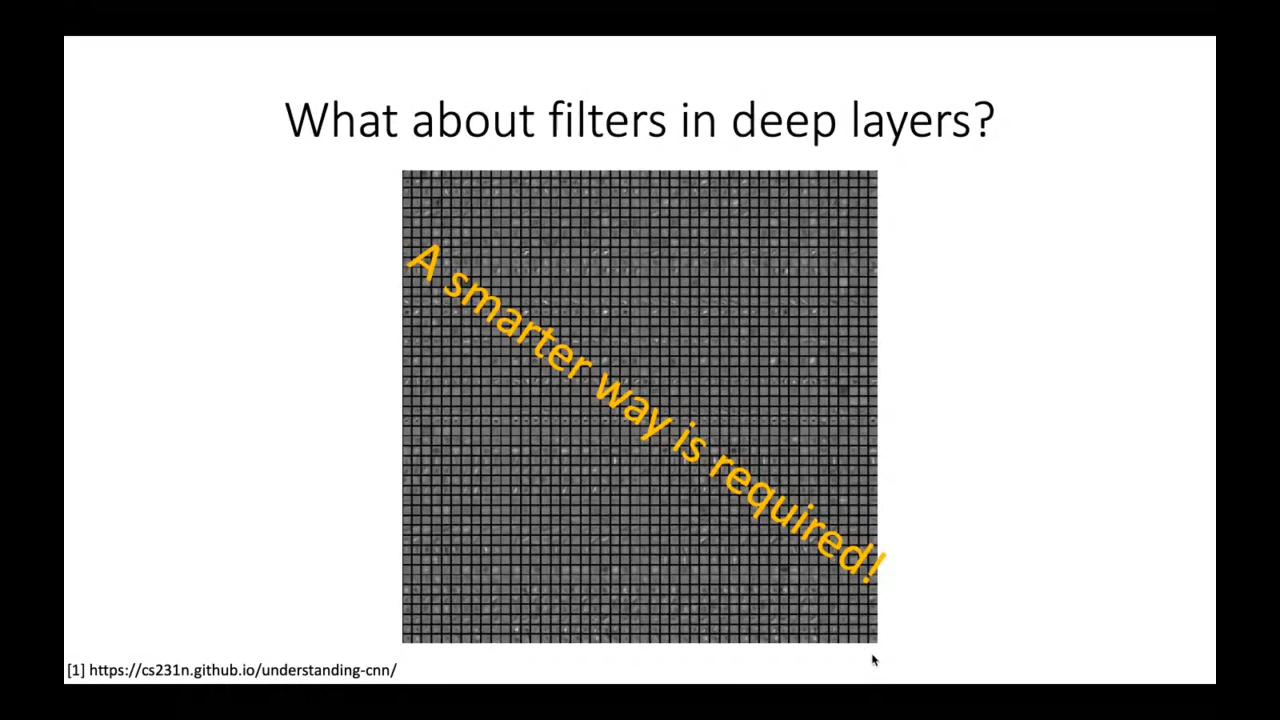 What about filters in deep layers?
A smarter way is required!
[1] https://cs231n.github.io/understanding-cnn/